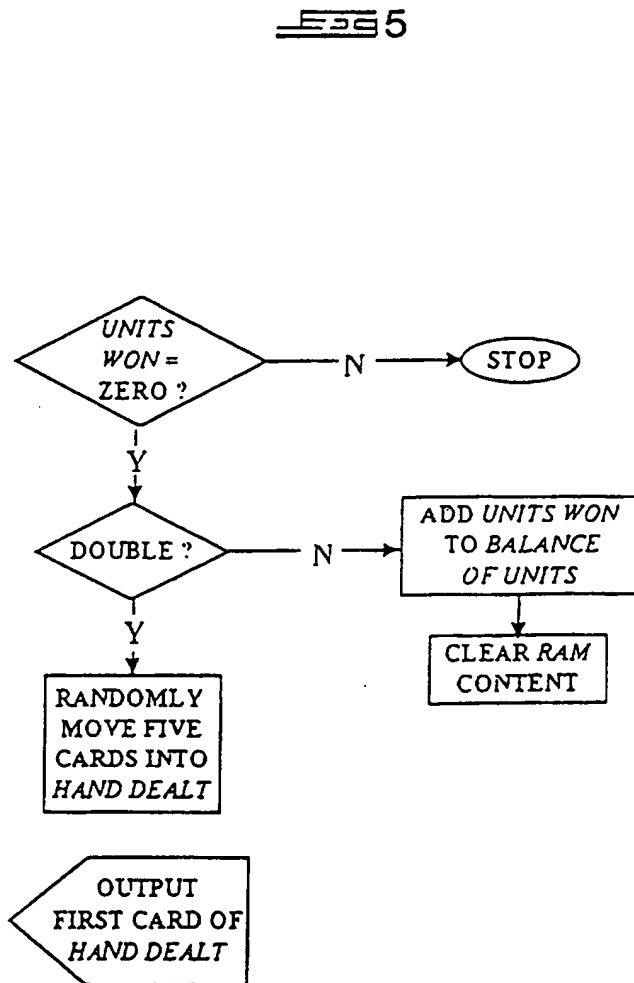 5
UNITS
WON =
ZERO ?
N
STOP
Y
DOUBLE ?
N
ADD UNITS WON
TO BALANCE
OF UNITS
Y
CLEAR RAM
CONTENT
RANDOMLY
MOVE FIVE
CARDS INTO
HAND DEALT
OUTPUT
FIRST CARD OF
HAND DEALT